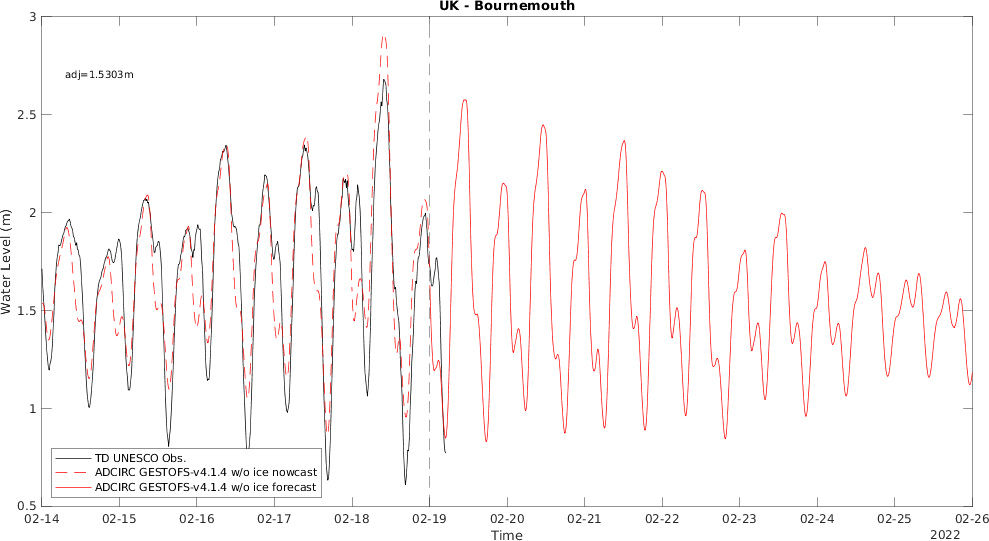 UK - Bournemouth
adj=1.5303m
Water Level (m)
3
2.5
2
1.5
1
0.5
TD UNESCO Obs.
ADCIRC GESTOFS-v4.1.4 w/o ice nowcast
ADCIRC GESTOFS-v4.1.4 w/o ice forecast
02-14 02-15 02-16 02-17 02-18 02-19 02-20 02-21 02-22 02-23 02-24 02-25 02-26
Time
2022